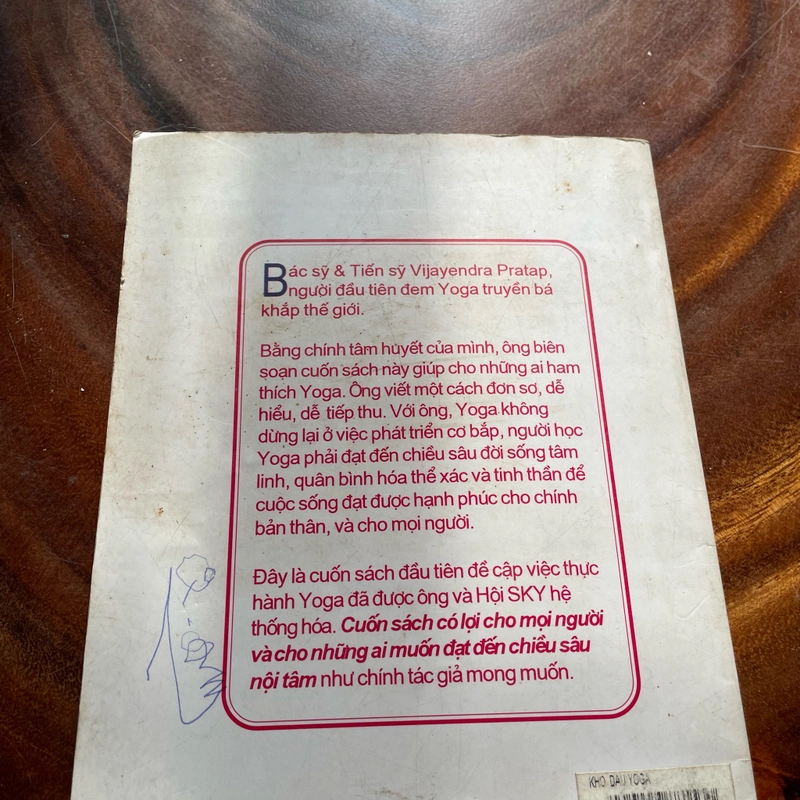 Bác sỹ & Tiến sỹ Vijayendra Pratap,
người đầu tiên đem Yoga truyền bá
khắp thế giới.
Bằng chính tâm huyết của mình, ông biên
soạn cuốn sách này giúp cho những ai ham
thích Yoga. Ông viết một cách đơn sơ, dễ
hiểu, dễ tiếp thu. Với ông, Yoga không
dừng lại ở việc phát triển cơ bắp, người học
Yoga phải đạt đến chiều sâu đời sống tâm
linh, quân bình hóa thể xác và tinh thần để
cuộc sống đạt được hạnh phúc cho chính
bản thân, và cho mọi người.
Đây là cuốn sách đầu tiên đề cập việc thực
hành Yoga đã được ông và Hội SKY hệ
thống hóa. Cuốn sách có lợi cho mọi người
và cho những ai muốn đạt đến chiều sâu
nội tâm như chính tác giả mong muốn.
KHO DAU YOGA